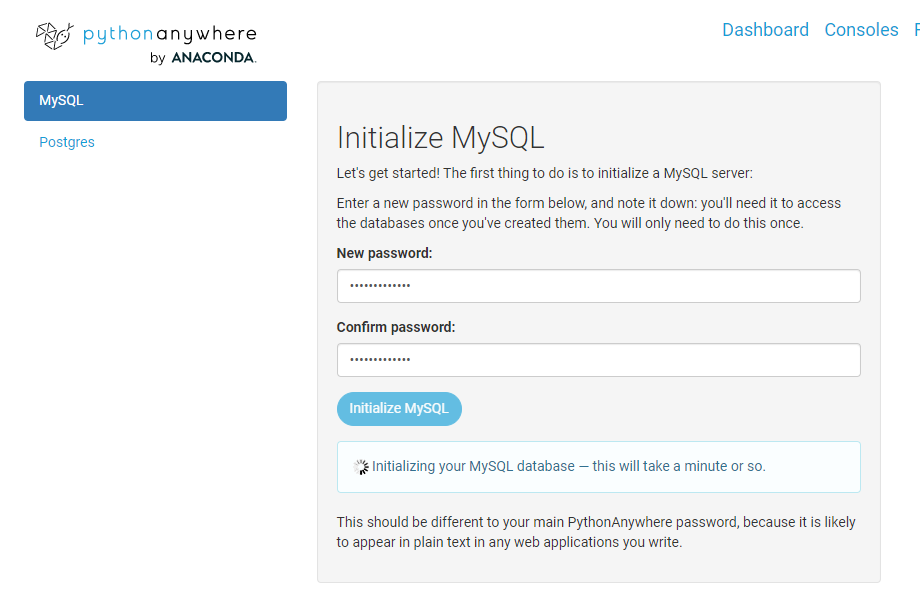 pythonanywhere
by ANACONDA.
Dashboard Consoles F
MySQL
Postgres
Initialize MySQL
Let's get started! The first thing to do is to initialize a MySQL server:
Enter a new password in the form below, and note it down: you'll need it to access
the databases once you've created them. You will only need to do this once.
New password:
•••••••••••••
Confirm password:
•••••••••••••
Initialize MySQL
Initializing your MySQL database — this will take a minute or so.
This should be different to your main PythonAnywhere password, because it is likely
to appear in plain text in any web applications you write.